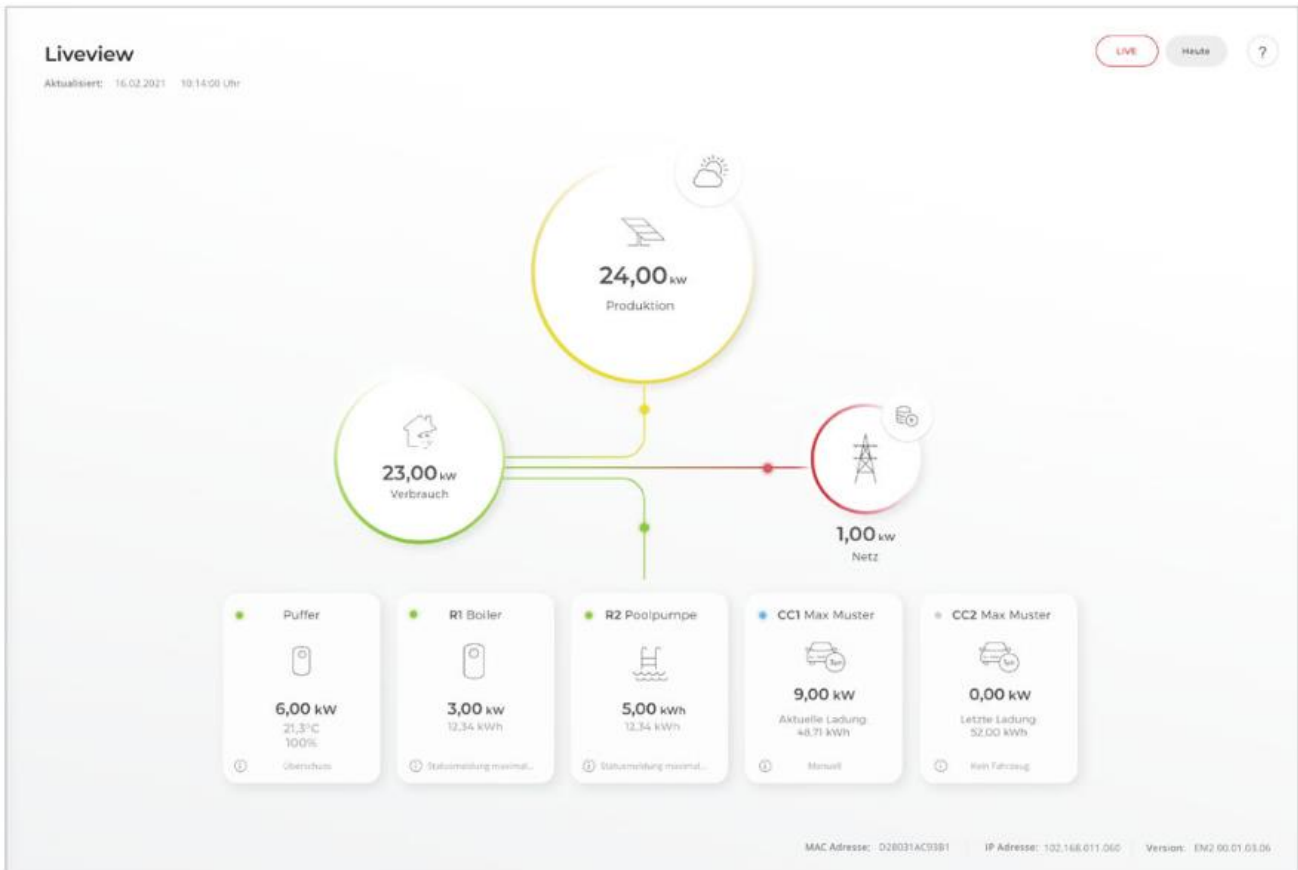 Liveview
LIVE
Heute
?
Aktualisiert: 16.02.2021 10:14:00 Uhr
24,00 kW
Produktion
23,00 kW
Verbrauch
1,00 kW
Netz
Puffer
6,00 kW
21,3°C
100%
Überschuss
R1 Boiler
3,00 kW
12,34 kWh
Statusmeldung maximal...
R2 Poolpumpe
5,00 kWh
12,34 kWh
Statusmeldung maximal...
CC1 Max Muster
9,00 kW
Aktuelle Ladung
48,71 kWh
Manuell
CC2 Max Muster
0,00 kW
Letzte Ladung
52,00 kWh
Kein Fahrzeug
MAC Adresse: D28031AC93B1 IP Adresse: 102.168.011.060 Version: EM2 00.01.03.06